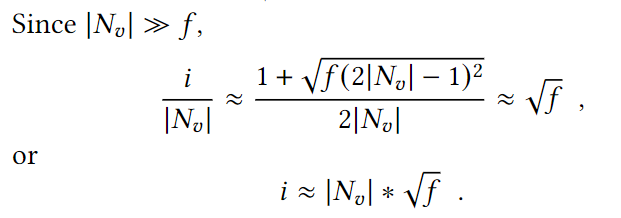 Since |N_v| ≫ f,
i/|N_v| ≈ (1 + √(f(2|N_v| − 1)²))/(2|N_v|) ≈ √f ,
or
i ≈ |N_v| ∗ √f .